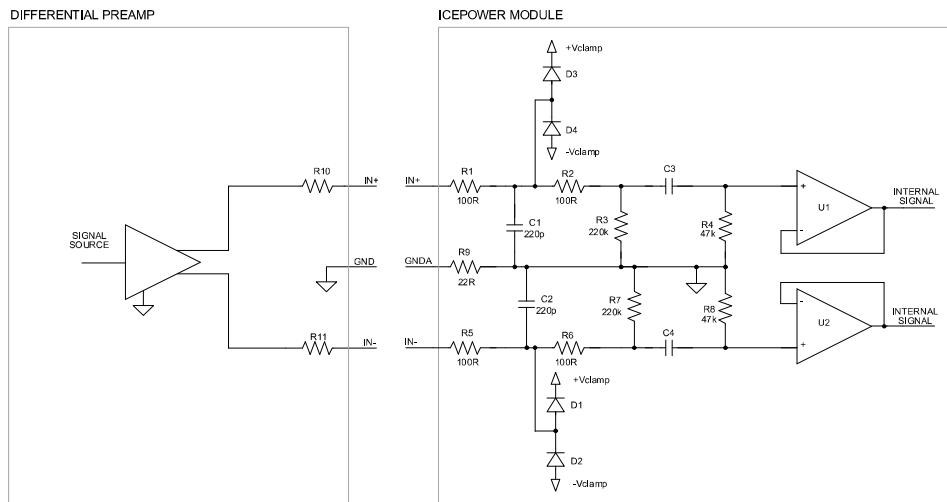 DIFFERENTIAL PREAMP
ICEPOWER MODULE
+Vclamp
D3
D4
-Vclamp
R10
IN+
IN+
R1
100R
R2
100R
C3
R3
220k
R4
47k
C1
220p
+
U1
-
INTERNAL
SIGNAL
SIGNAL
SOURCE
GND
GNDA
R9
22R
C2
220p
R7
220k
R8
47k
-
U2
+
INTERNAL
SIGNAL
R11
IN-
IN-
R5
100R
R6
100R
C4
+Vclamp
D1
D2
-Vclamp